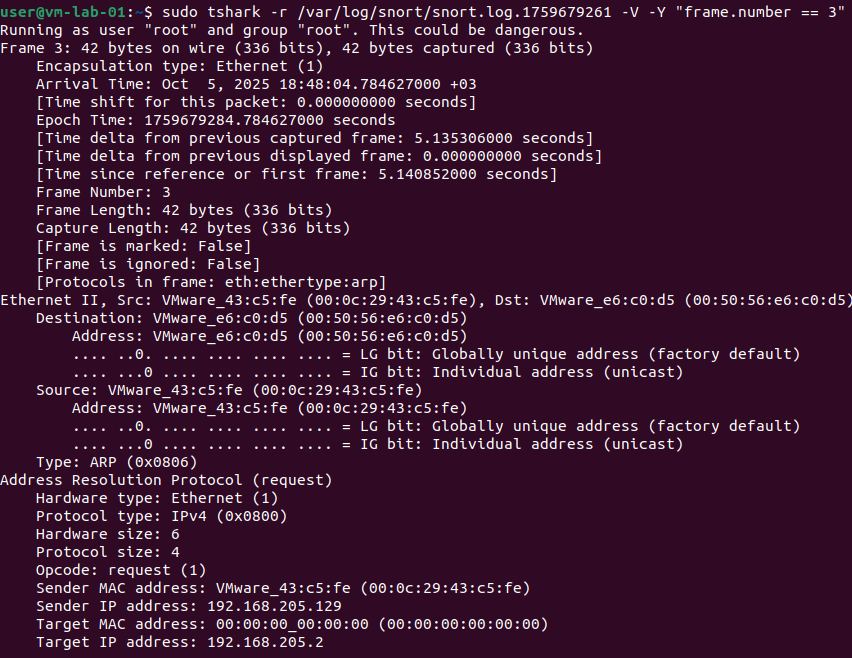 user@vm-lab-01:~$ sudo tshark -r /var/log/snort/snort.log.1759679261 -V -Y "frame.number == 3"
Running as user "root" and group "root". This could be dangerous.
Frame 3: 42 bytes on wire (336 bits), 42 bytes captured (336 bits)
    Encapsulation type: Ethernet (1)
    Arrival Time: Oct  5, 2025 18:48:04.784627000 +03
    [Time shift for this packet: 0.000000000 seconds]
    Epoch Time: 1759679284.784627000 seconds
    [Time delta from previous captured frame: 5.135306000 seconds]
    [Time delta from previous displayed frame: 0.000000000 seconds]
    [Time since reference or first frame: 5.140852000 seconds]
    Frame Number: 3
    Frame Length: 42 bytes (336 bits)
    Capture Length: 42 bytes (336 bits)
    [Frame is marked: False]
    [Frame is ignored: False]
    [Protocols in frame: eth:ethertype:arp]
Ethernet II, Src: VMware_43:c5:fe (00:0c:29:43:c5:fe), Dst: VMware_e6:c0:d5 (00:50:56:e6:c0:d5)
    Destination: VMware_e6:c0:d5 (00:50:56:e6:c0:d5)
        Address: VMware_e6:c0:d5 (00:50:56:e6:c0:d5)
        .... ..0. .... .... .... .... = LG bit: Globally unique address (factory default)
        .... ...0 .... .... .... .... = IG bit: Individual address (unicast)
    Source: VMware_43:c5:fe (00:0c:29:43:c5:fe)
        Address: VMware_43:c5:fe (00:0c:29:43:c5:fe)
        .... ..0. .... .... .... .... = LG bit: Globally unique address (factory default)
        .... ...0 .... .... .... .... = IG bit: Individual address (unicast)
    Type: ARP (0x0806)
Address Resolution Protocol (request)
    Hardware type: Ethernet (1)
    Protocol type: IPv4 (0x0800)
    Hardware size: 6
    Protocol size: 4
    Opcode: request (1)
    Sender MAC address: VMware_43:c5:fe (00:0c:29:43:c5:fe)
    Sender IP address: 192.168.205.129
    Target MAC address: 00:00:00_00:00:00 (00:00:00:00:00:00)
    Target IP address: 192.168.205.2